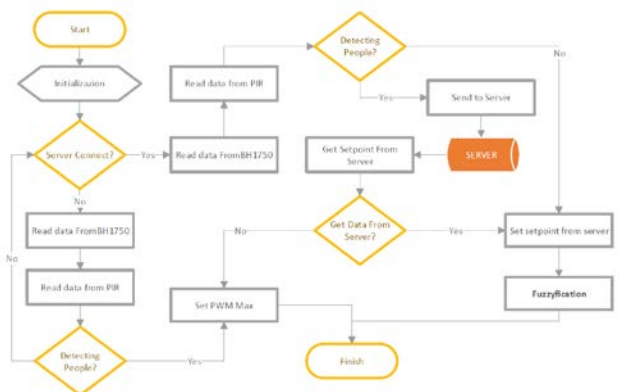 Start
Initializaion
Server Connect?
Yes
No
Read data FromBH1750
Read data from PIR
Detecting
People?
Yes
No
Read data FromBH1750
Read data from PIR
Detecting
People?
No
Yes
Send to Server
SERVER
Get Setpoint From
Server
Get Data From
Server?
No
Yes
Set setpoint from server
Fuzzyfication
Set PWM Max
Finish